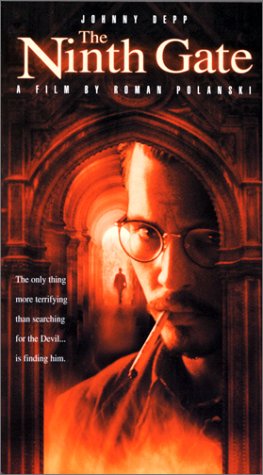 JOHNNY DEPP
The
NINTH GATE
A FILM BY ROMAN POLANSKI
The only thing
more terrifying
than searching
for the Devil...
is finding him.